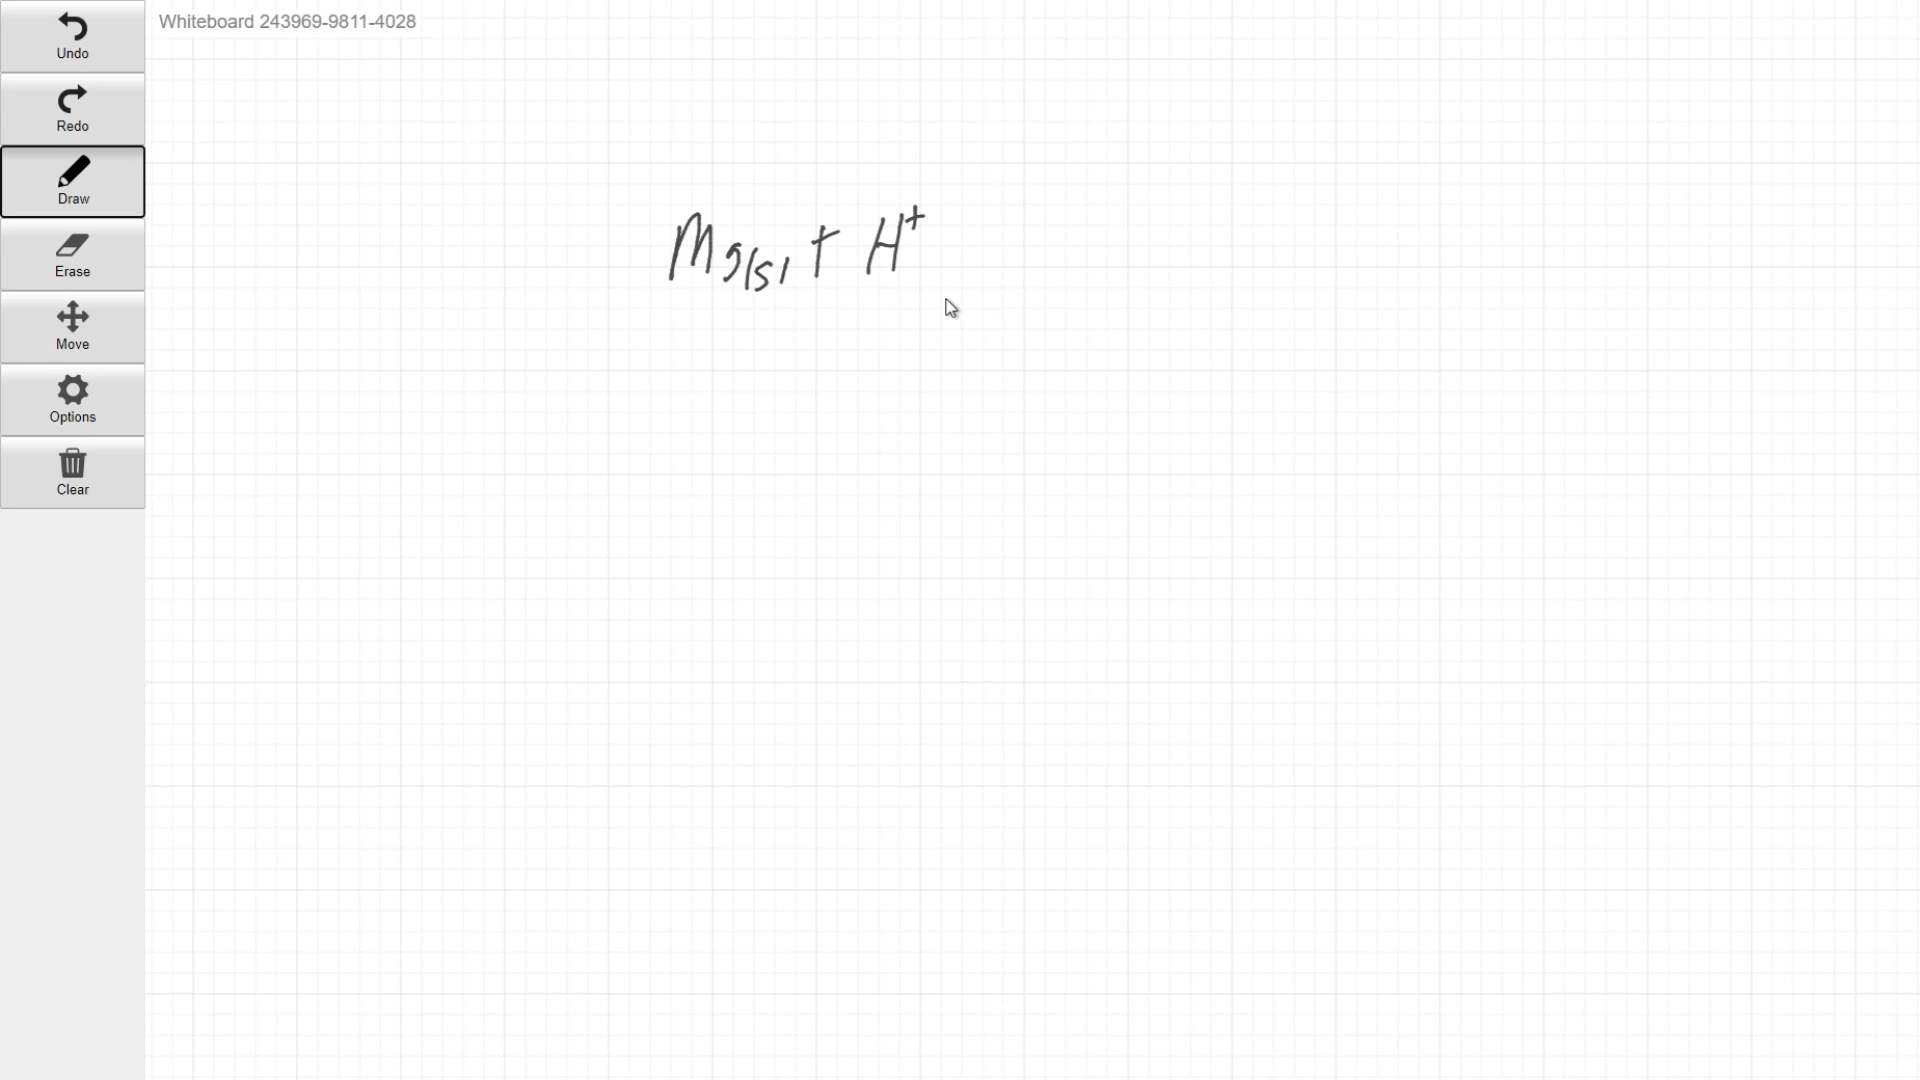 Whiteboard 243969-9811-4028
Undo
Redo
Draw
Erase
Move
Options
Clear
Mg(s) + H⁺